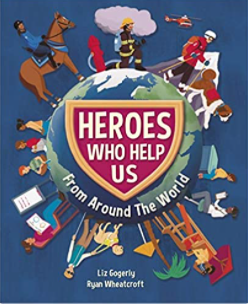 HEROES
WHO HELP
US
From Around The World
Liz Gogerly
Ryan Wheatcroft